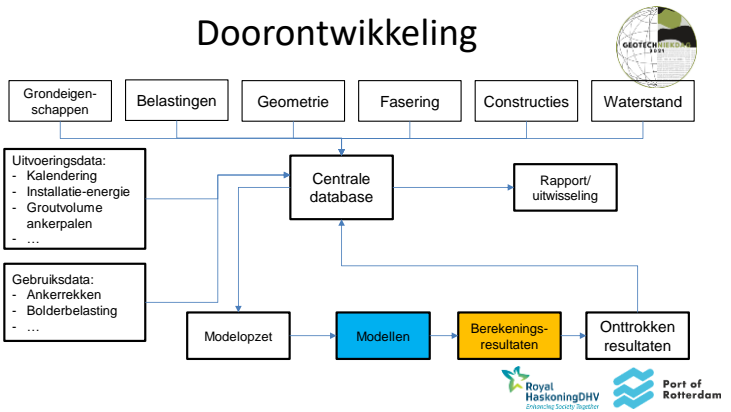 Doorontwikkeling
GEOTECHNIEKDAG
2021
Grondeigen-
schappen
Belastingen
Geometrie
Fasering
Constructies
Waterstand
Uitvoeringsdata:
- Kalendering
- Installatie-energie
- Groutvolume
ankerpalen
- …
Centrale
database
Rapport/
uitwisseling
Gebruiksdata:
- Ankerrekken
- Bolderbelasting
- …
Modelopzet
Modellen
Berekenings-
resultaten
Onttrokken
resultaten
Royal
HaskoningDHV
Enhancing Society Together
Port of
Rotterdam